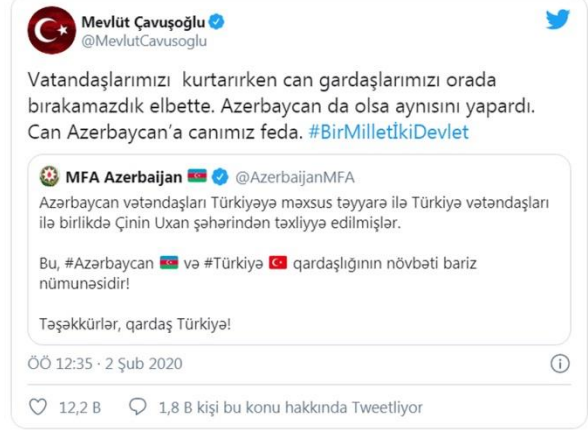 Mevlüt Çavuşoğlu
@MevlutCavusoglu
Vatandaşlarımızı kurtarırken can gardaşlarımızı orada
bırakamazdık elbette. Azerbaycan da olsa aynısını yapardı.
Can Azerbaycan’a canımız feda. #BirMilletİkiDevlet
MFA Azerbaijan 🇦🇿 @AzerbaijanMFA
Azərbaycan vətəndaşları Türkiyəyə məxsus təyyarə ilə Türkiyə vətəndaşları
ilə birlikdə Çinin Uxan şəhərindən təxliyyə edilmişlər.
Bu, #Azərbaycan 🇦🇿 və #Türkiyə 🇹🇷 qardaşlığının növbəti bariz
nümunəsidir!
Təşəkkürlər, qardaş Türkiyə!
ÖÖ 12:35 · 2 Şub 2020
12,2 B 1,8 B kişi bu konu hakkında Tweetliyor